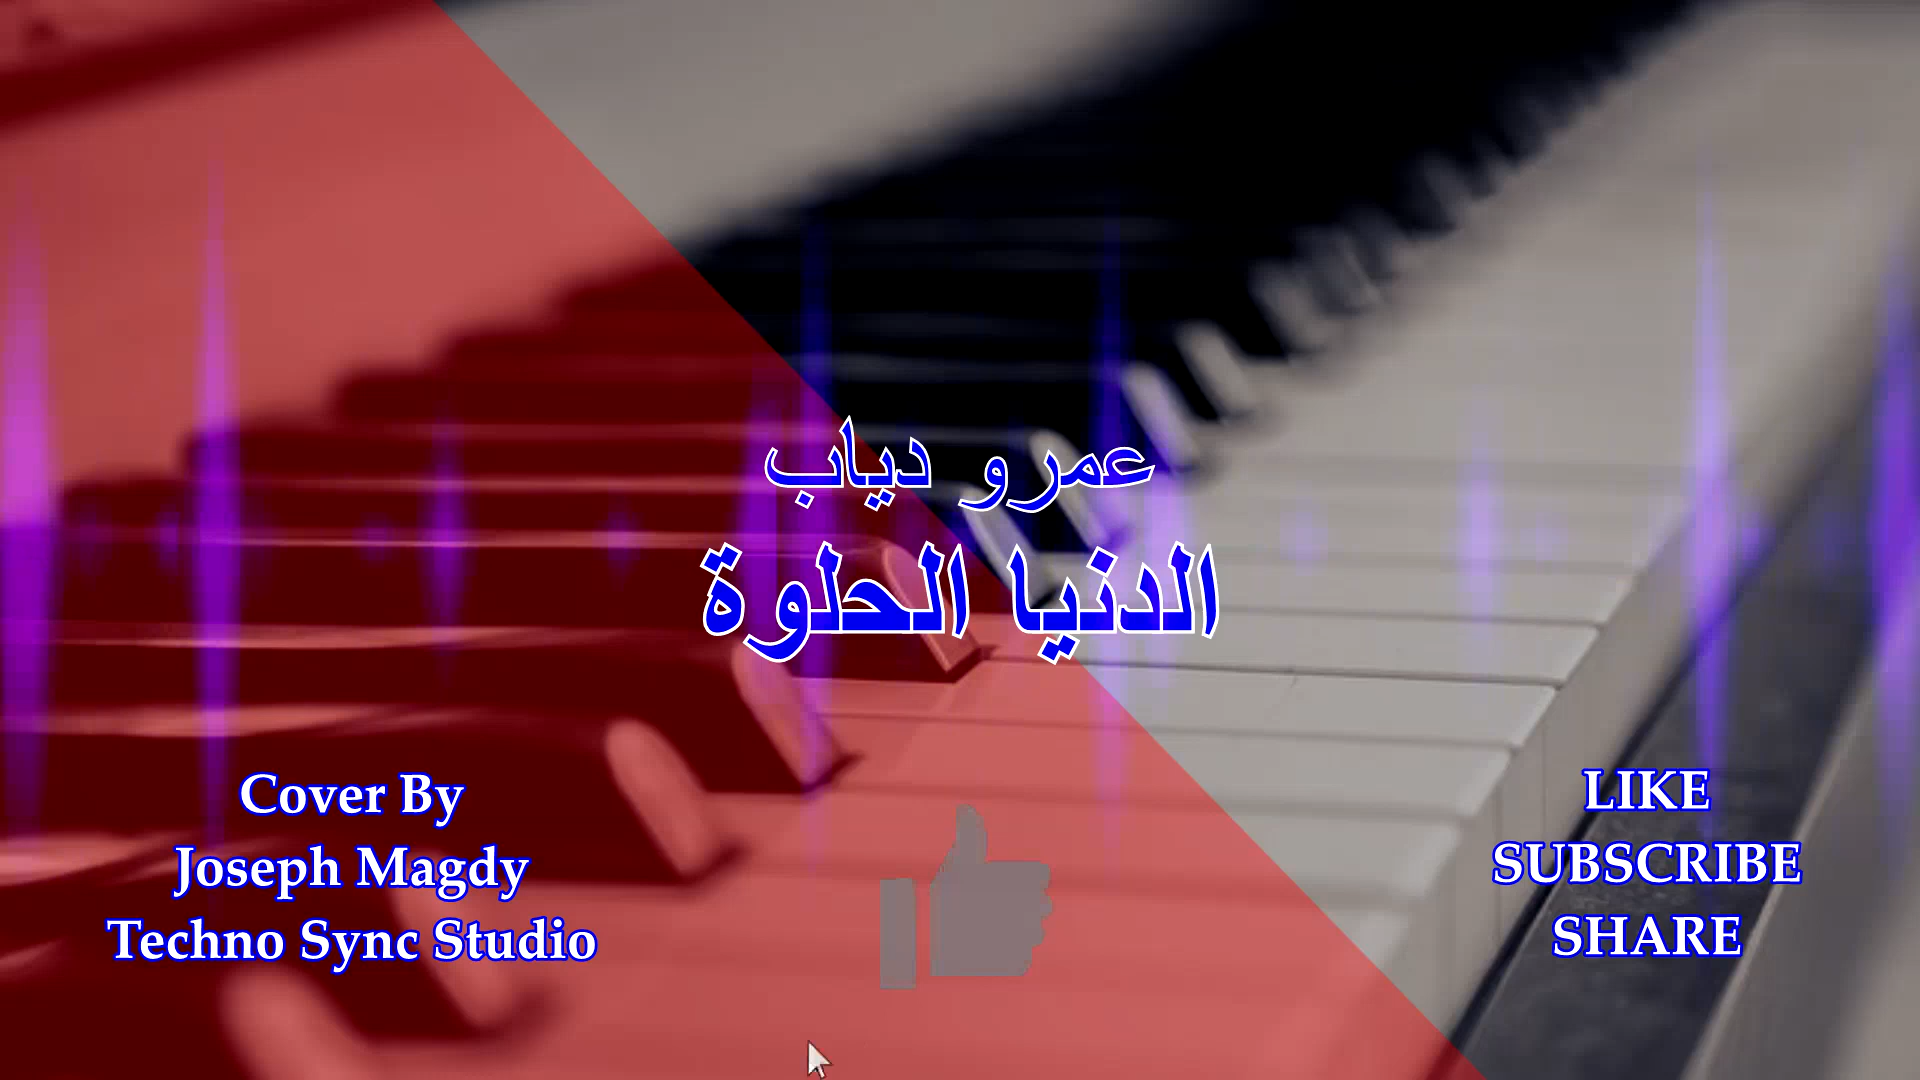 عمرو دياب
الدنيا الحلوة
Cover By
Joseph Magdy
Techno Sync Studio
LIKE
SUBSCRIBE
SHARE